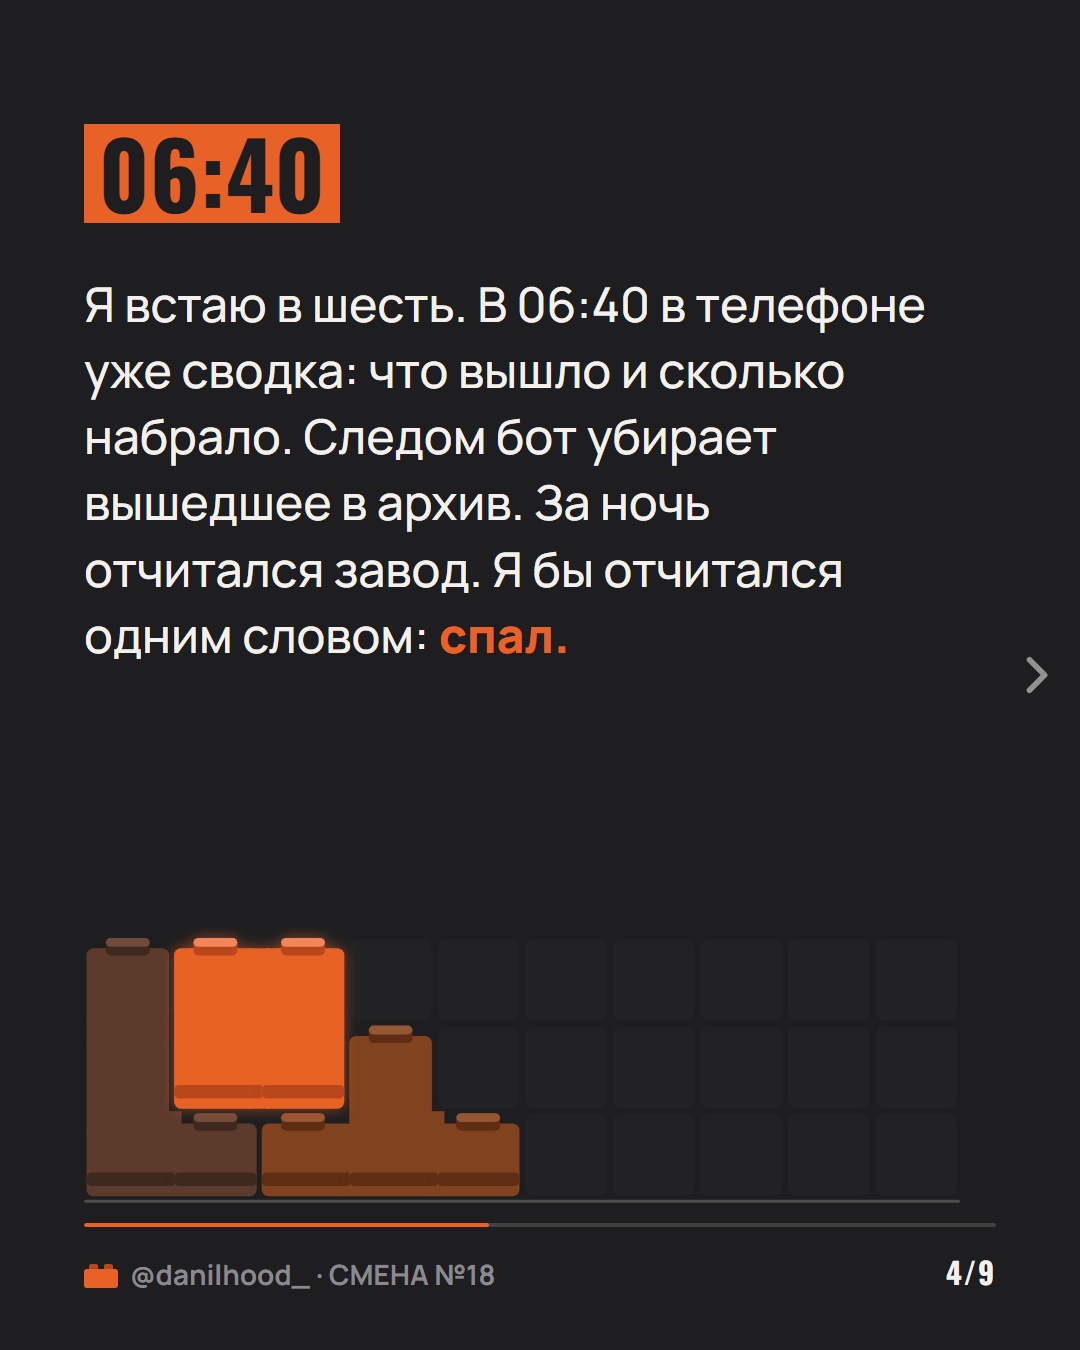 06:40
Я встаю в шесть. В 06:40 в телефоне
уже сводка: что вышло и сколько
набрало. Следом бот убирает
вышедшее в архив. За ночь
отчитался завод. Я бы отчитался
одним словом: спал.
@danilhood_ · СМЕНА №18
4/9